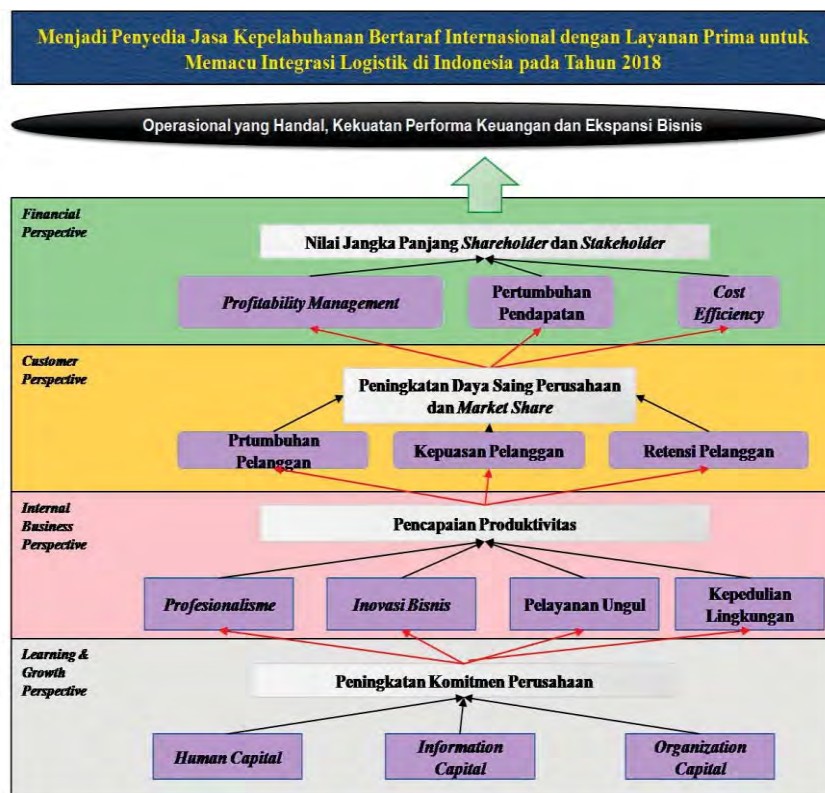 Menjadi Penyedia Jasa Kepelabuhanan Bertaraf Internasional dengan Layanan Prima untuk
Memacu Integrasi Logistik di Indonesia pada Tahun 2018
Operasional yang Handal, Kekuatan Performa Keuangan dan Ekspansi Bisnis
Financial
Perspective
Nilai Jangka Panjang Shareholder dan Stakeholder
Profitability Management
Pertumbuhan
Pendapatan
Cost
Efficiency
Customer
Perspective
Peningkatan Daya Saing Perusahaan
dan Market Share
Prtumbuhan
Pelanggan
Kepuasan Pelanggan
Retensi Pelanggan
Internal
Business
Perspective
Pencapaian Produktivitas
Profesionalisme
Inovasi Bisnis
Pelayanan Ungul
Kepedulian
Lingkungan
Learning &
Growth
Perspective
Peningkatan Komitmen Perusahaan
Human Capital
Information
Capital
Organization
Capital